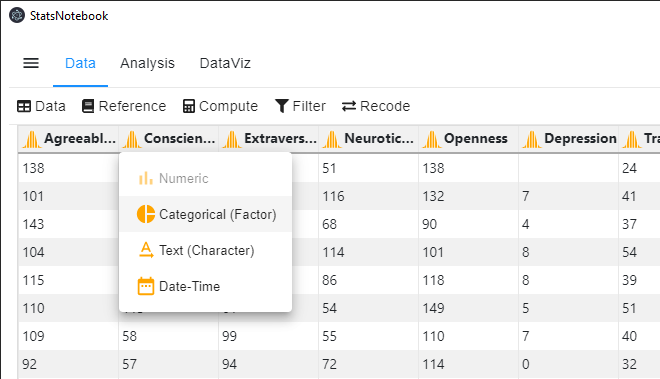 StatsNotebook
Data Analysis DataViz
Data Reference Compute Filter Recode
Agreeabl... Conscien... Extravers... Neurotic... Openness Depression Tra
138 51 138 24
Numeric
101 116 132 7 41
Categorical (Factor)
143 68 90 4 37
Text (Character)
104 114 101 8 54
115 86 118 8 39
Date-Time
110 54 149 5 51
109 58 99 55 110 7 40
92 57 94 72 114 0 32